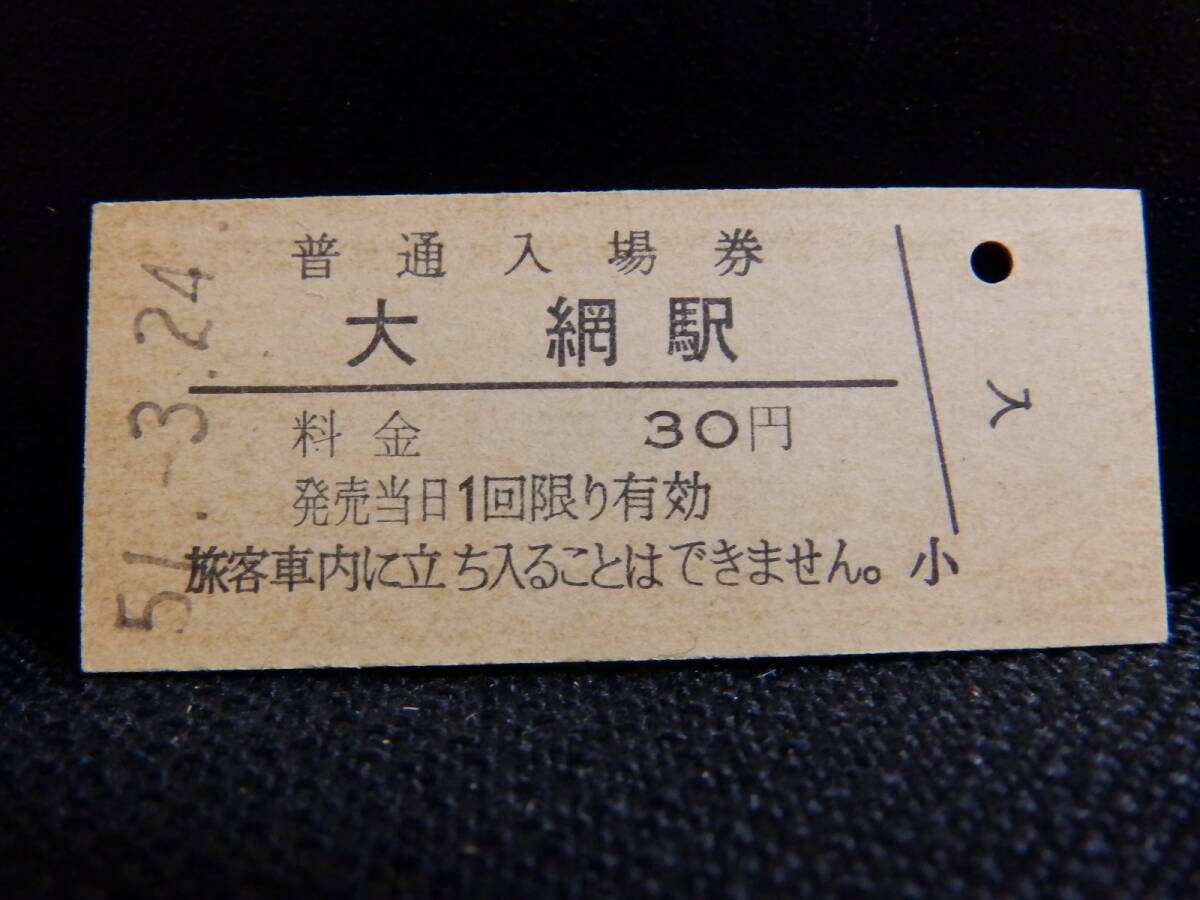 普通入場券
大網駅
料金 30円
発売当日1回限り有効
旅客車内に立ち入ることはできません。 小
入
51.-3.24.